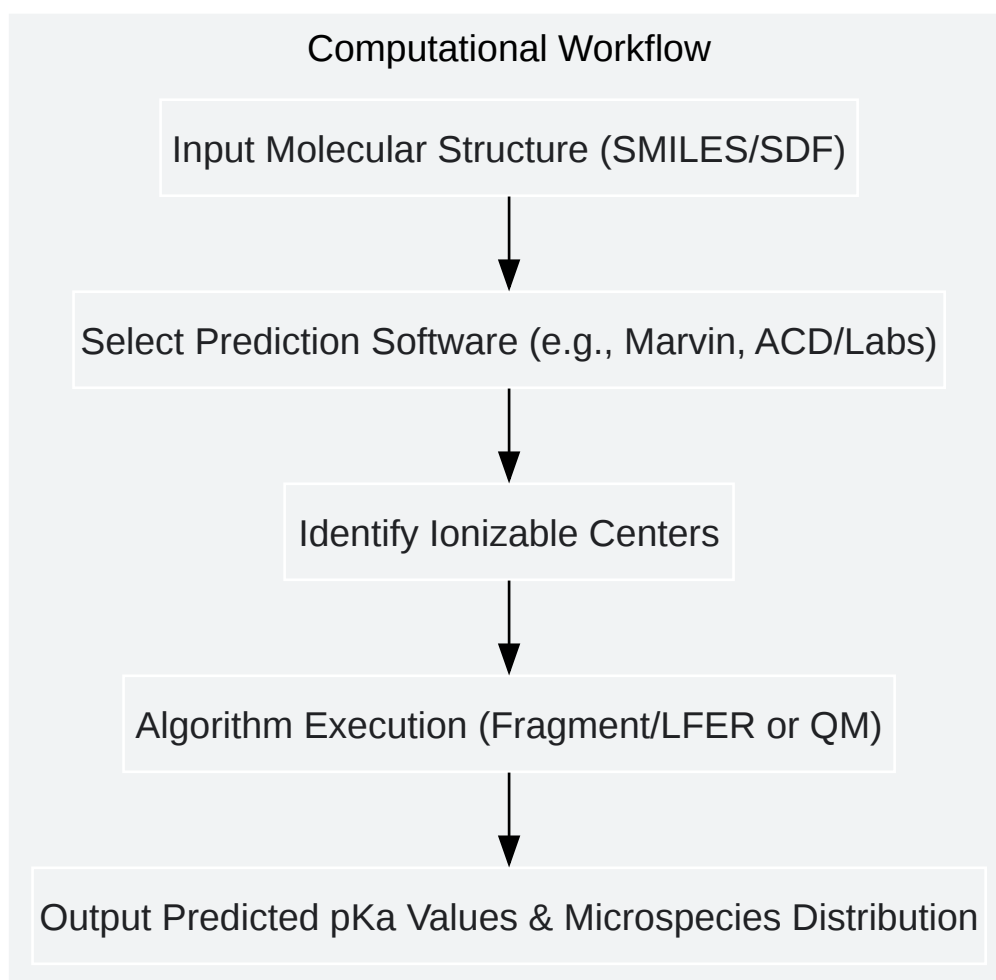 Computational Workflow
Input Molecular Structure (SMILES/SDF)
Select Prediction Software (e.g., Marvin, ACD/Labs)
Identify Ionizable Centers
Algorithm Execution (Fragment/LFER or QM)
Output Predicted pKa Values & Microspecies Distribution